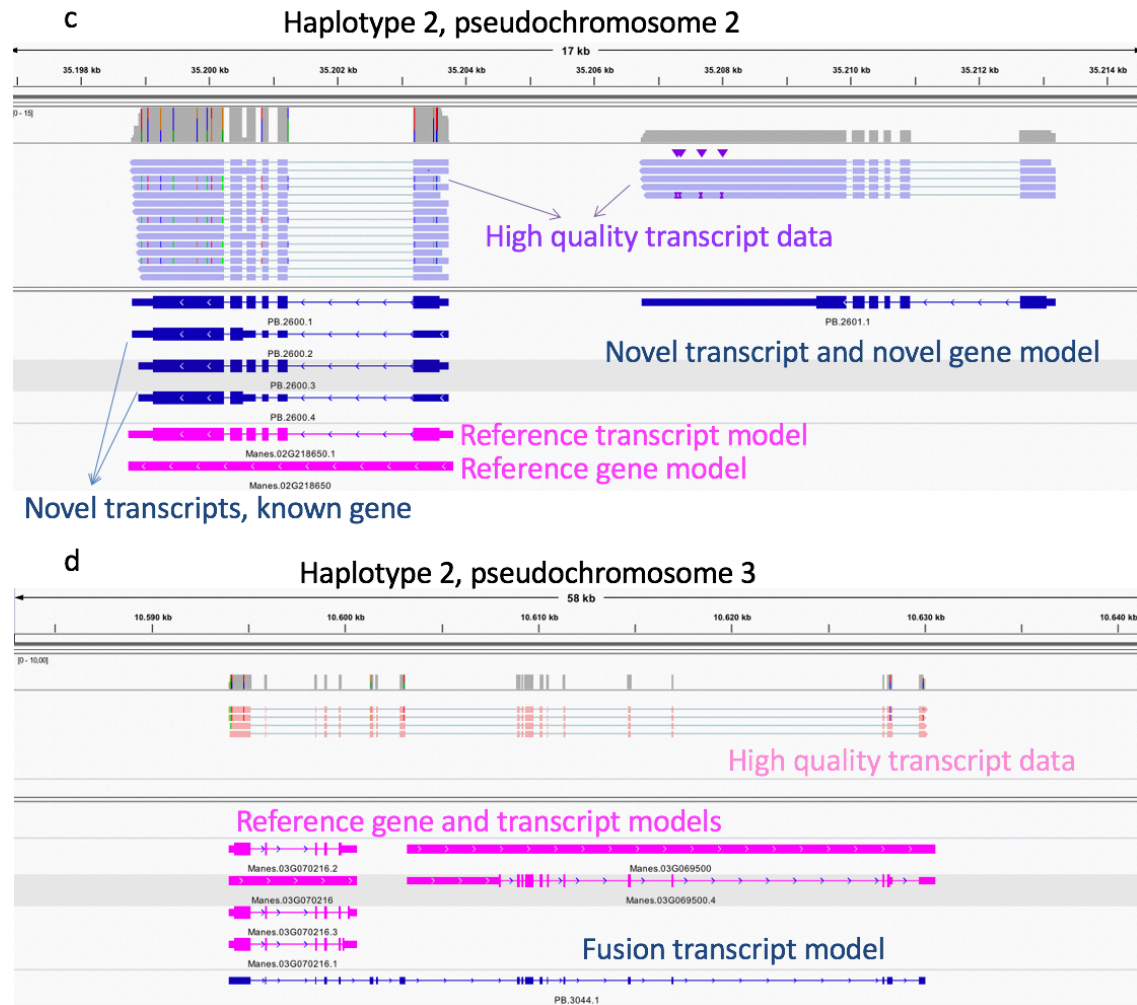 c
Haplotype 2, pseudochromosome 2
17 kb
35.198 kb 35.200 kb 35.202 kb 35.204 kb 35.206 kb 35.208 kb 35.210 kb 35.212 kb 35.214 kb
[0 - 15]
High quality transcript data
PB.2600.1
PB.2601.1
PB.2600.2
Novel transcript and novel gene model
PB.2600.3
PB.2600.4
Reference transcript model
Manes.02G218650.1
Reference gene model
Manes.02G218650
Novel transcripts, known gene
d
Haplotype 2, pseudochromosome 3
58 kb
10.590 kb 10.600 kb 10.610 kb 10.620 kb 10.630 kb 10.640 kb
[0 - 10,00]
High quality transcript data
Reference gene and transcript models
Manes.03G070216.2 Manes.03G069500
Manes.03G070216 Manes.03G069500.4
Manes.03G070216.3
Manes.03G070216.1
Fusion transcript model
PB.3044.1